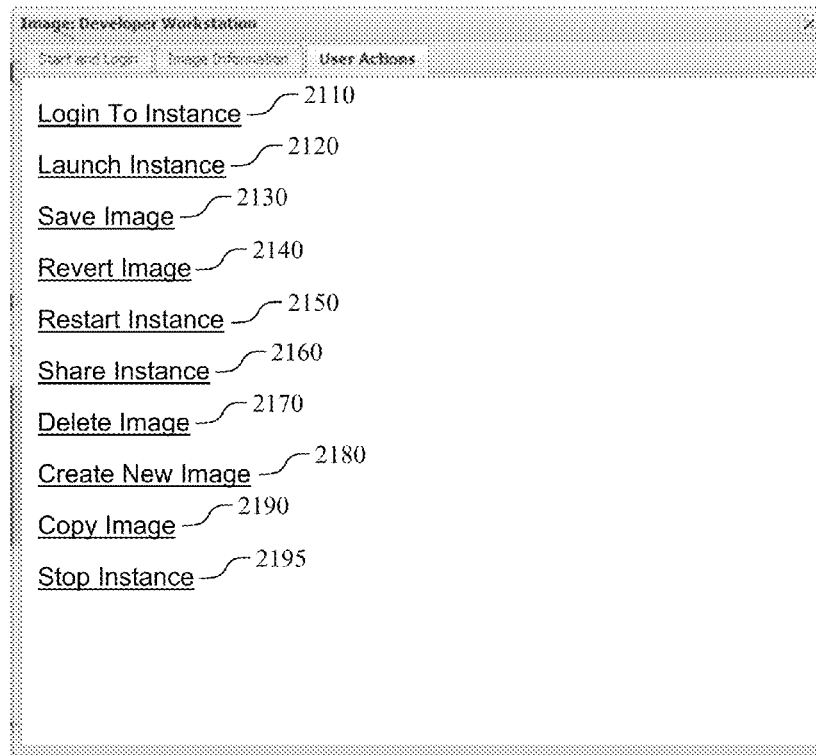 Image: Developer Workstation
Start and Login Image Information User Actions
Login To Instance 2110
Launch Instance 2120
Save Image 2130
Revert Image 2140
Restart Instance 2150
Share Instance 2160
Delete Image 2170
Create New Image 2180
Copy Image 2190
Stop Instance 2195